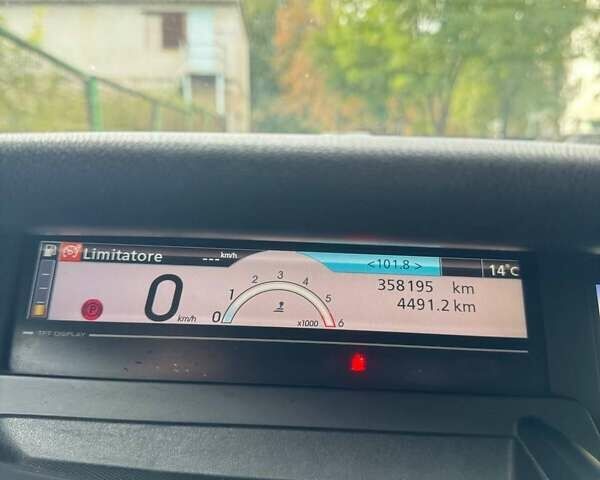 Limitatore --- km/h
<101.8>
14°C
0 km/h
0 1 2 3 4 5 6
x1000
358195 km
4491.2 km
P
TFT DISPLAY